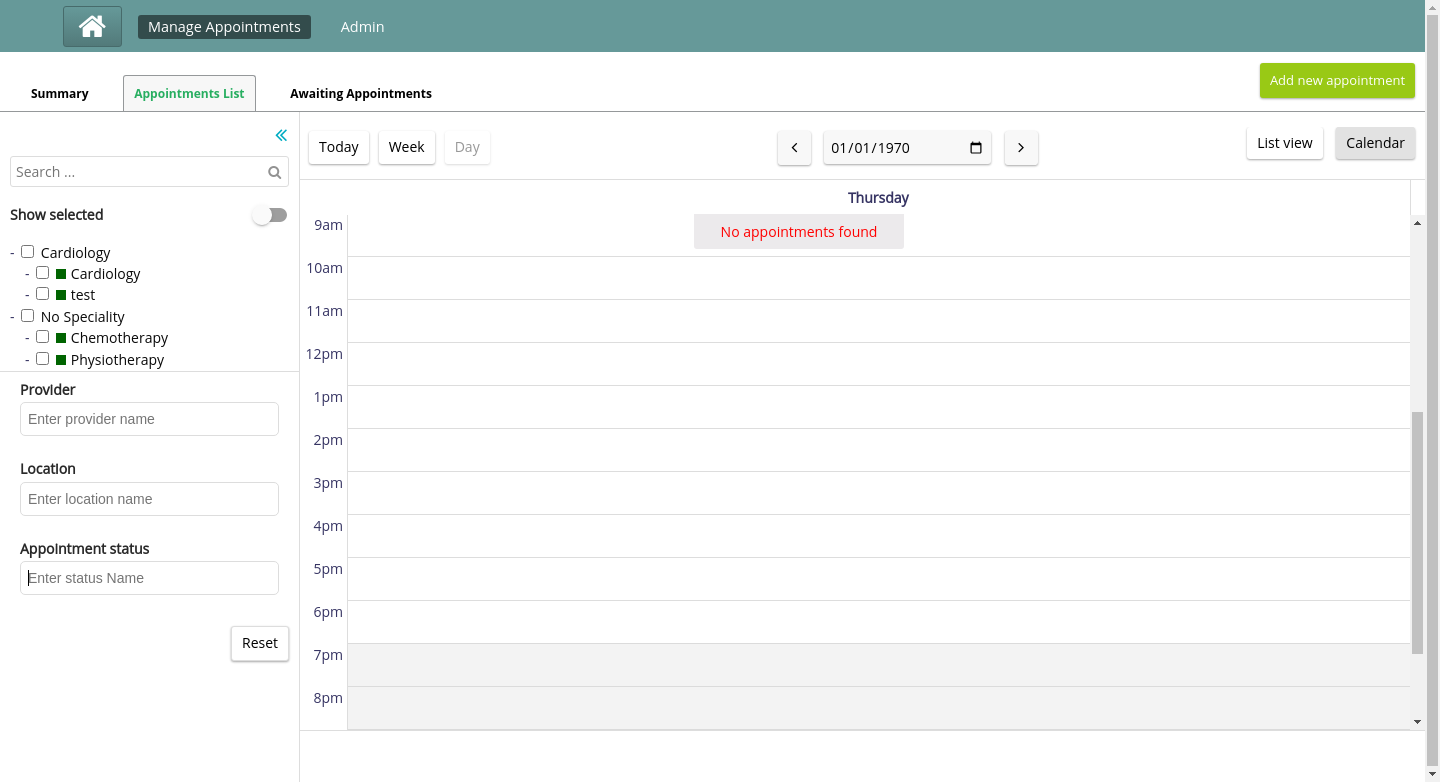 Manage Appointments Admin
Summary Appointments List Awaiting Appointments Add new appointment
Today Week Day 01/01/1970 List view Calendar
Search ...
Show selected
- Cardiology
- Cardiology
- test
- No Speciality
- Chemotherapy
- Physiotherapy
Provider
Enter provider name
Location
Enter location name
Appointment status
Enter status Name
Reset
Thursday
9am
No appointments found
10am
11am
12pm
1pm
2pm
3pm
4pm
5pm
6pm
7pm
8pm